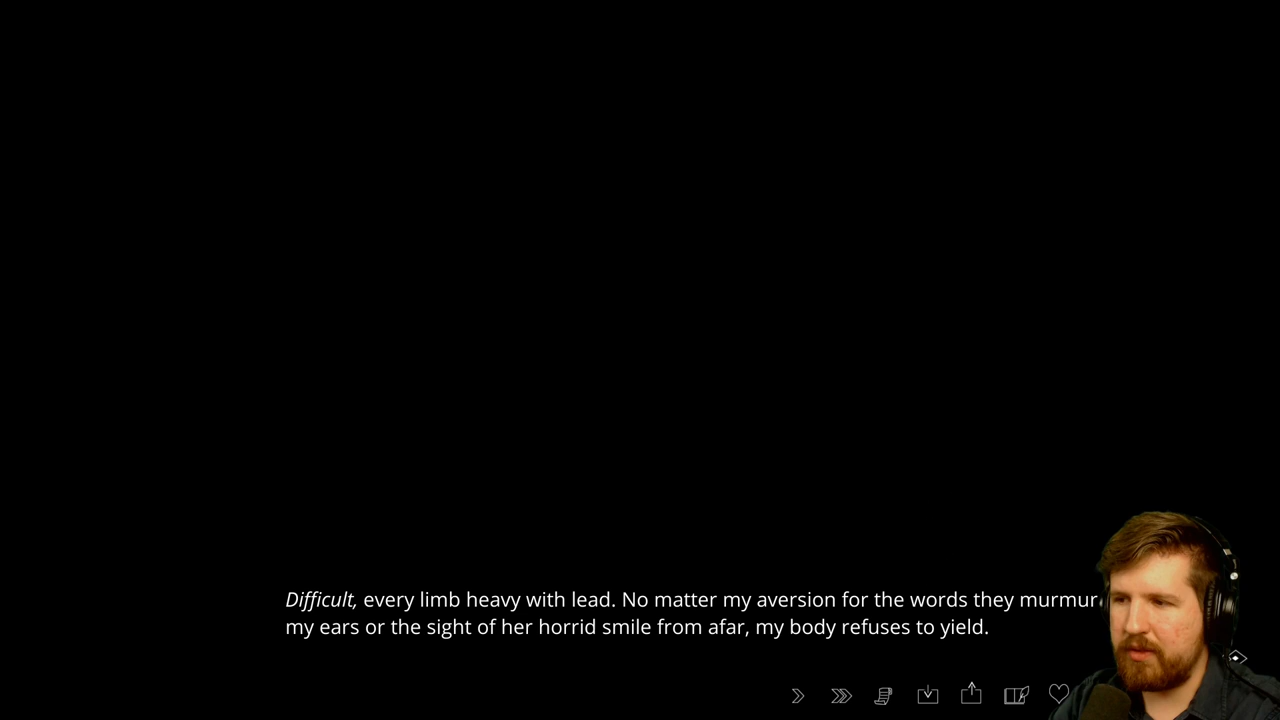 Difficult, every limb heavy with lead. No matter my aversion for the words they murmur
my ears or the sight of her horrid smile from afar, my body refuses to yield.